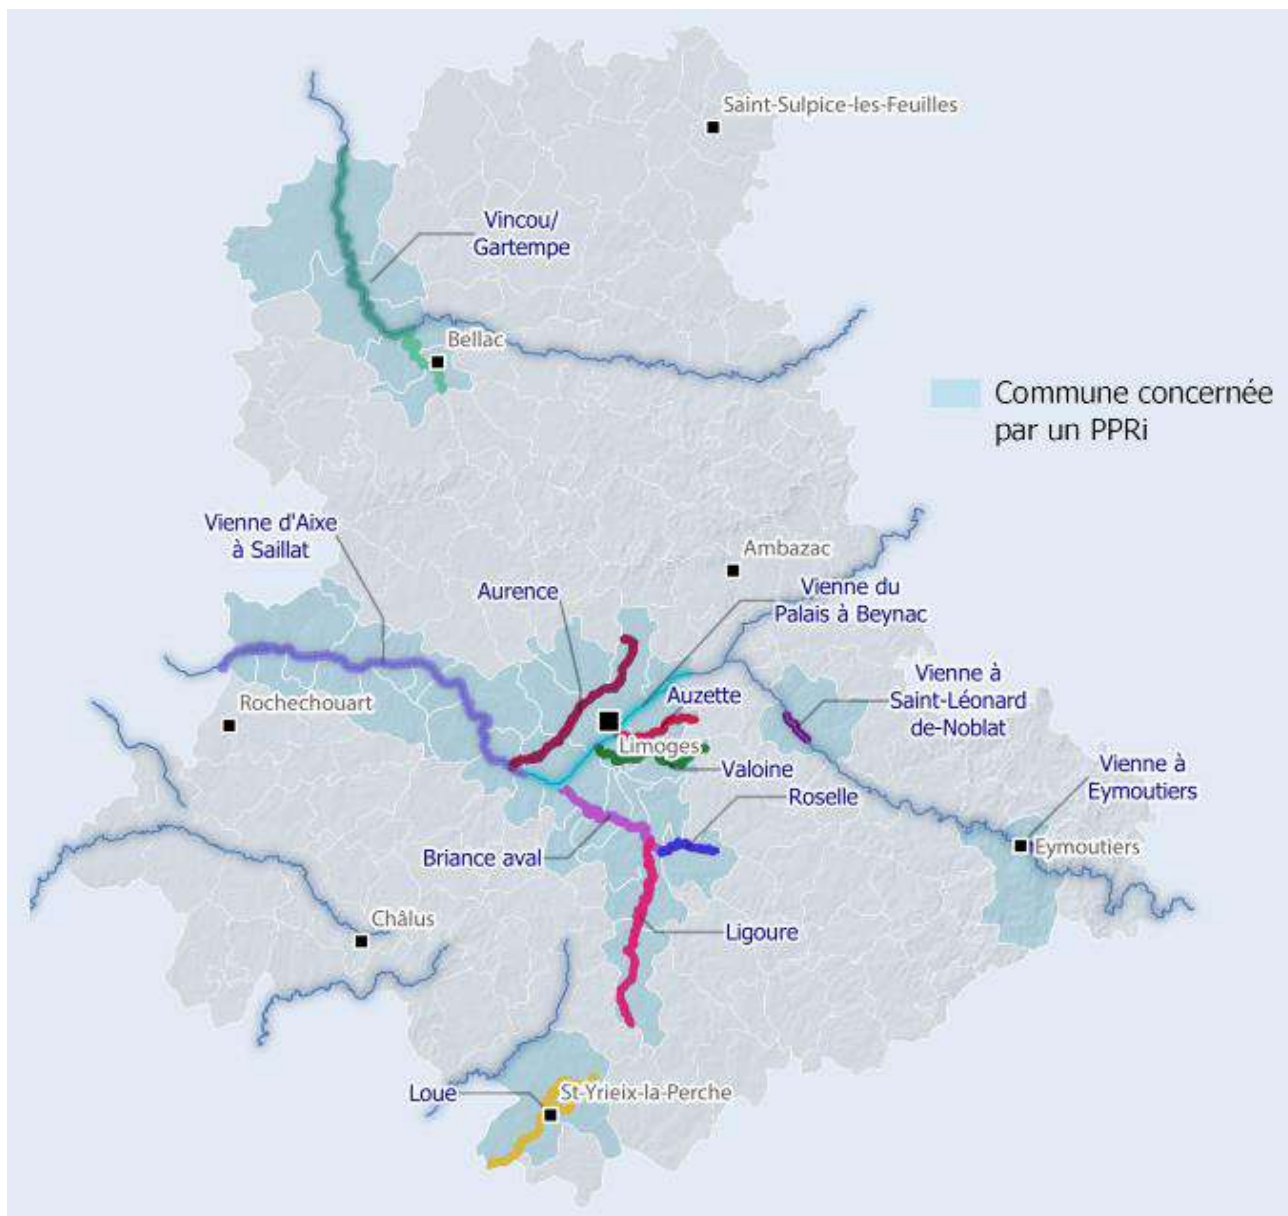 Saint-Sulpice-les-Feuilles
Vincou/
Gartempe
Bellac
Commune concernée
par un PPRi
Vienne d'Aixe
à Saillat
Ambazac
Aurence
Vienne du
Palais à Beynac
Vienne à
Saint-Léonard
de-Noblat
Auzette
Rochechouart
Limoges
Valoine
Vienne à
Eymoutiers
Roselle
Eymoutiers
Briance aval
Châlus
Ligoure
Loue
St-Yrieix-la-Perche